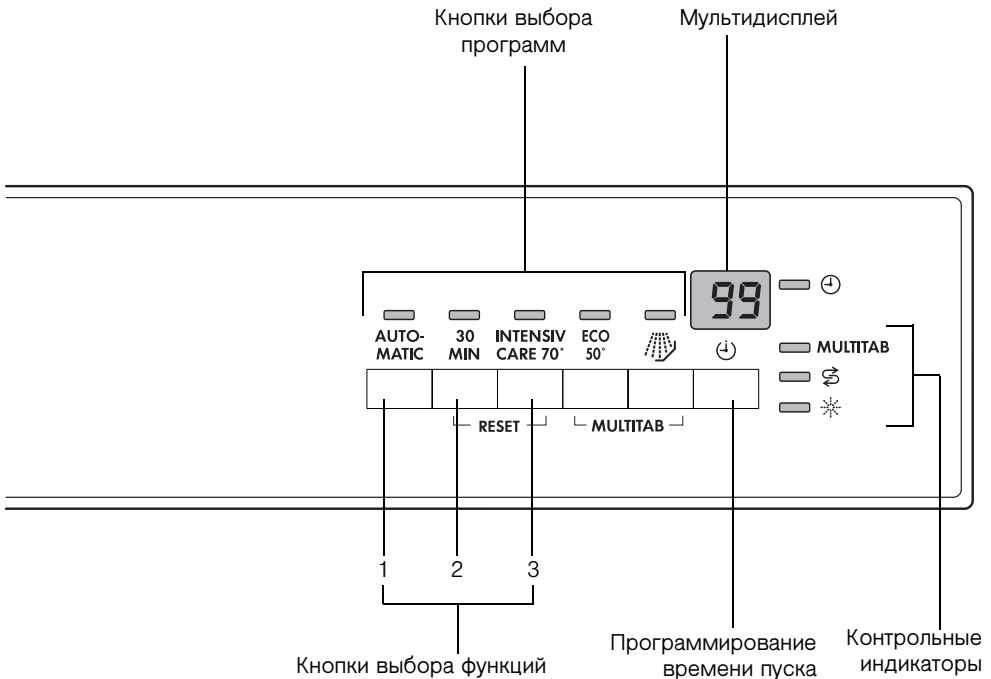 Кнопки выбора
программ
Мультидисплей
99
AUTO-
MATIC
30
MIN
INTENSIV
CARE 70°
ECO
50°
MULTITAB
RESET
MULTITAB
1 2 3
Кнопки выбора функций
Программирование
времени пуска
Контрольные
индикаторы